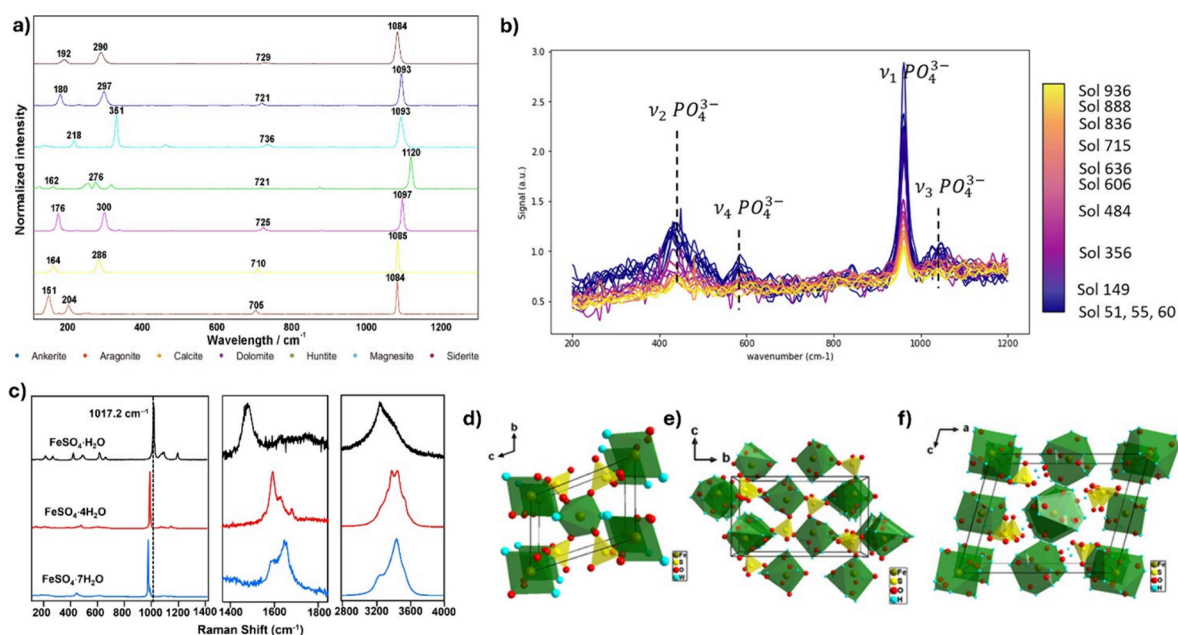 a)
1084
290
192
729
1093
297
180
721
351
1093
218
736
1120
276
162
721
1097
300
176
725
1085
286
164
710
1084
151
204
705
Normalized intensity
200 400 600 800 1000 1200
Wavelength / cm⁻¹
Ankerite Aragonite Calcite Dolomite Huntite Magnesite Siderite
b)
3.0
2.5
2.0
1.5
1.0
0.5
Signal (a.u.)
ν₁ PO₄³⁻
ν₂ PO₄³⁻
ν₃ PO₄³⁻
ν₄ PO₄³⁻
200 400 600 800 1000 1200
wavenumber (cm-1)
Sol 936
Sol 888
Sol 836
Sol 715
Sol 636
Sol 606
Sol 484
Sol 356
Sol 149
Sol 51, 55, 60
c)
1017.2 cm⁻¹
FeSO₄·H₂O
FeSO₄·4H₂O
FeSO₄·7H₂O
200 400 600 800 1000 1200 1400
1400 1600 1800
2800 3200 3600 4000
Raman Shift (cm⁻¹)
d)
b
c
Fe
S
O
W
e)
c
b
Fe
S
O
H
f)
a
c
Fe
S
O
H